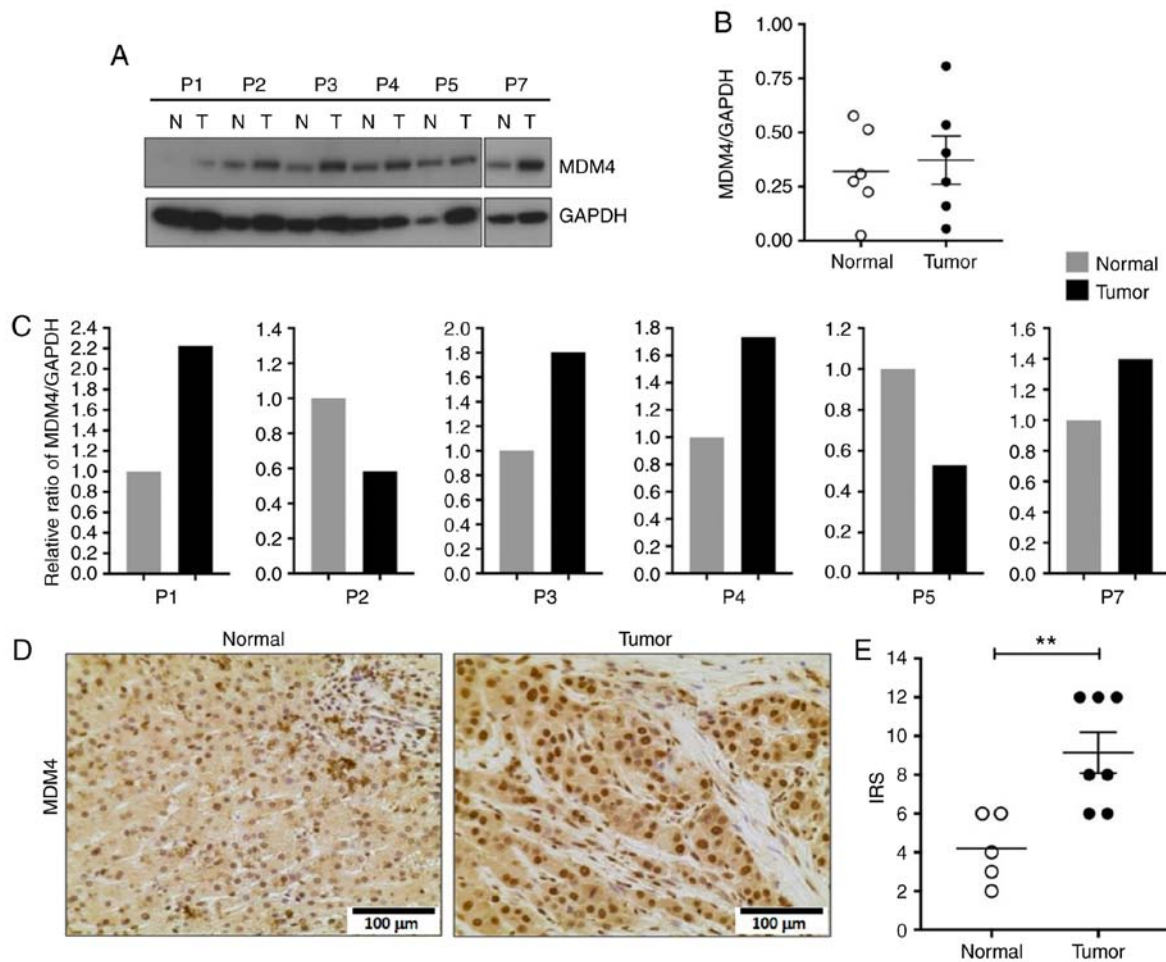 A
P1 P2 P3 P4 P5 P7
N T N T N T N T N T N T
MDM4
GAPDH
B
MDM4/GAPDH
1.00
0.75
0.50
0.25
0.00
Normal Tumor
Normal
Tumor
C
Relative ratio of MDM4/GAPDH
2.4
2.2
2.0
1.8
1.6
1.4
1.2
1.0
0.8
0.6
0.4
0.2
0.0
P1
1.4
1.2
1.0
0.8
0.6
0.4
0.2
0.0
P2
2.0
1.8
1.6
1.4
1.2
1.0
0.8
0.6
0.4
0.2
0.0
P3
1.8
1.6
1.4
1.2
1.0
0.8
0.6
0.4
0.2
0.0
P4
1.2
1.0
0.8
0.6
0.4
0.2
0.0
P5
1.6
1.4
1.2
1.0
0.8
0.6
0.4
0.2
0.0
P7
D
Normal Tumor
MDM4
100 µm
100 µm
E
**
IRS
14
12
10
8
6
4
2
0
Normal Tumor